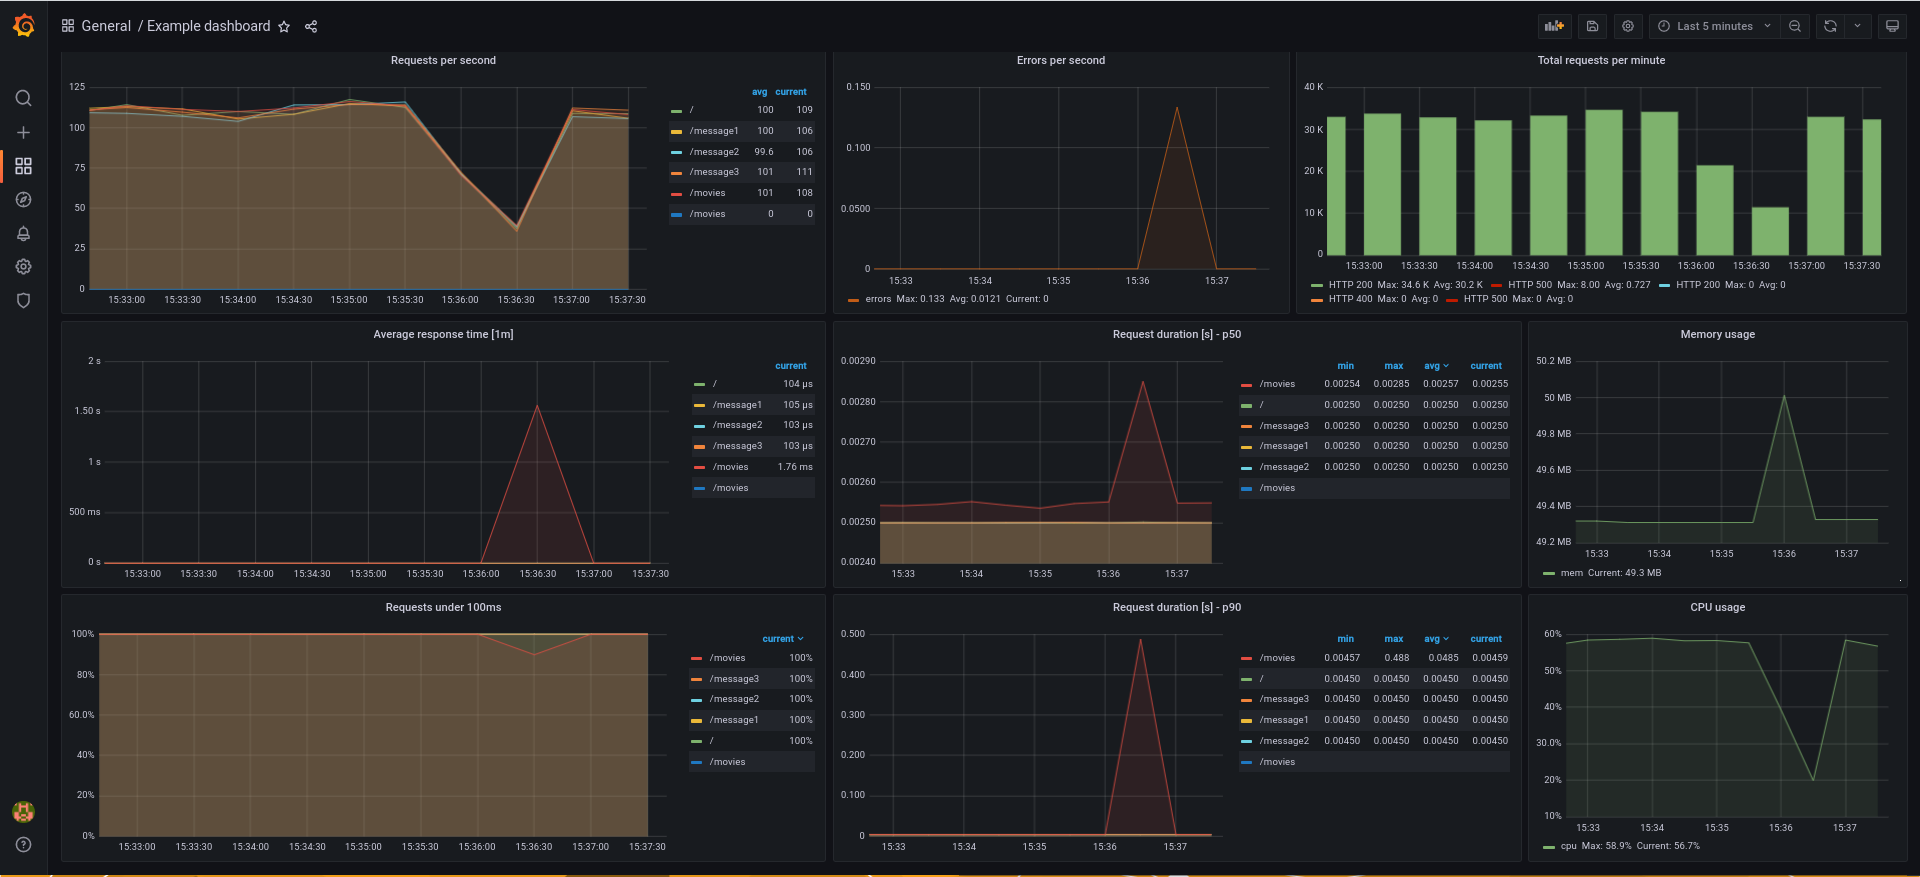 General / Example dashboard
Last 5 minutes
Requests per second
125
100
75
50
25
0
15:33:00 15:33:30 15:34:00 15:34:30 15:35:00 15:35:30 15:36:00 15:36:30 15:37:00 15:37:30
avg current
/ 100 109
/message1 100 106
/message2 99.6 106
/message3 101 111
/movies 101 108
/movies 0 0
Errors per second
0.150
0.100
0.0500
0
15:33 15:34 15:35 15:36 15:37
errors Max: 0.133 Avg: 0.0121 Current: 0
Total requests per minute
40 K
30 K
20 K
10 K
0
15:33:00 15:33:30 15:34:00 15:34:30 15:35:00 15:35:30 15:36:00 15:36:30 15:37:00 15:37:30
HTTP 200 Max: 34.6 K Avg: 30.2 K HTTP 500 Max: 8.00 Avg: 0.727 HTTP 200 Max: 0 Avg: 0
HTTP 400 Max: 0 Avg: 0 HTTP 500 Max: 0 Avg: 0
Average response time [1m]
2 s
1.50 s
1 s
500 ms
0 s
15:33:00 15:33:30 15:34:00 15:34:30 15:35:00 15:35:30 15:36:00 15:36:30 15:37:00 15:37:30
current
/ 104 µs
/message1 105 µs
/message2 103 µs
/message3 103 µs
/movies 1.76 ms
/movies
Request duration [s] - p50
0.00290
0.00280
0.00270
0.00260
0.00250
0.00240
15:33 15:34 15:35 15:36 15:37
min max avg current
/movies 0.00254 0.00285 0.00257 0.00255
/ 0.00250 0.00250 0.00250 0.00250
/message3 0.00250 0.00250 0.00250 0.00250
/message1 0.00250 0.00250 0.00250 0.00250
/message2 0.00250 0.00250 0.00250 0.00250
/movies
Memory usage
50.2 MB
50 MB
49.8 MB
49.6 MB
49.4 MB
49.2 MB
15:33 15:34 15:35 15:36 15:37
mem Current: 49.3 MB
Requests under 100ms
100%
80%
60.0%
40%
20%
0%
15:33:00 15:33:30 15:34:00 15:34:30 15:35:00 15:35:30 15:36:00 15:36:30 15:37:00 15:37:30
current
/movies 100%
/message3 100%
/message2 100%
/message1 100%
/ 100%
/movies
Request duration [s] - p90
0.500
0.400
0.300
0.200
0.100
0
15:33 15:34 15:35 15:36 15:37
min max avg current
/movies 0.00457 0.488 0.0485 0.00459
/ 0.00450 0.00450 0.00450 0.00450
/message3 0.00450 0.00450 0.00450 0.00450
/message1 0.00450 0.00450 0.00450 0.00450
/message2 0.00450 0.00450 0.00450 0.00450
/movies
CPU usage
60%
50%
40%
30.0%
20%
10%
15:33 15:34 15:35 15:36 15:37
cpu Max: 58.9% Current: 56.7%